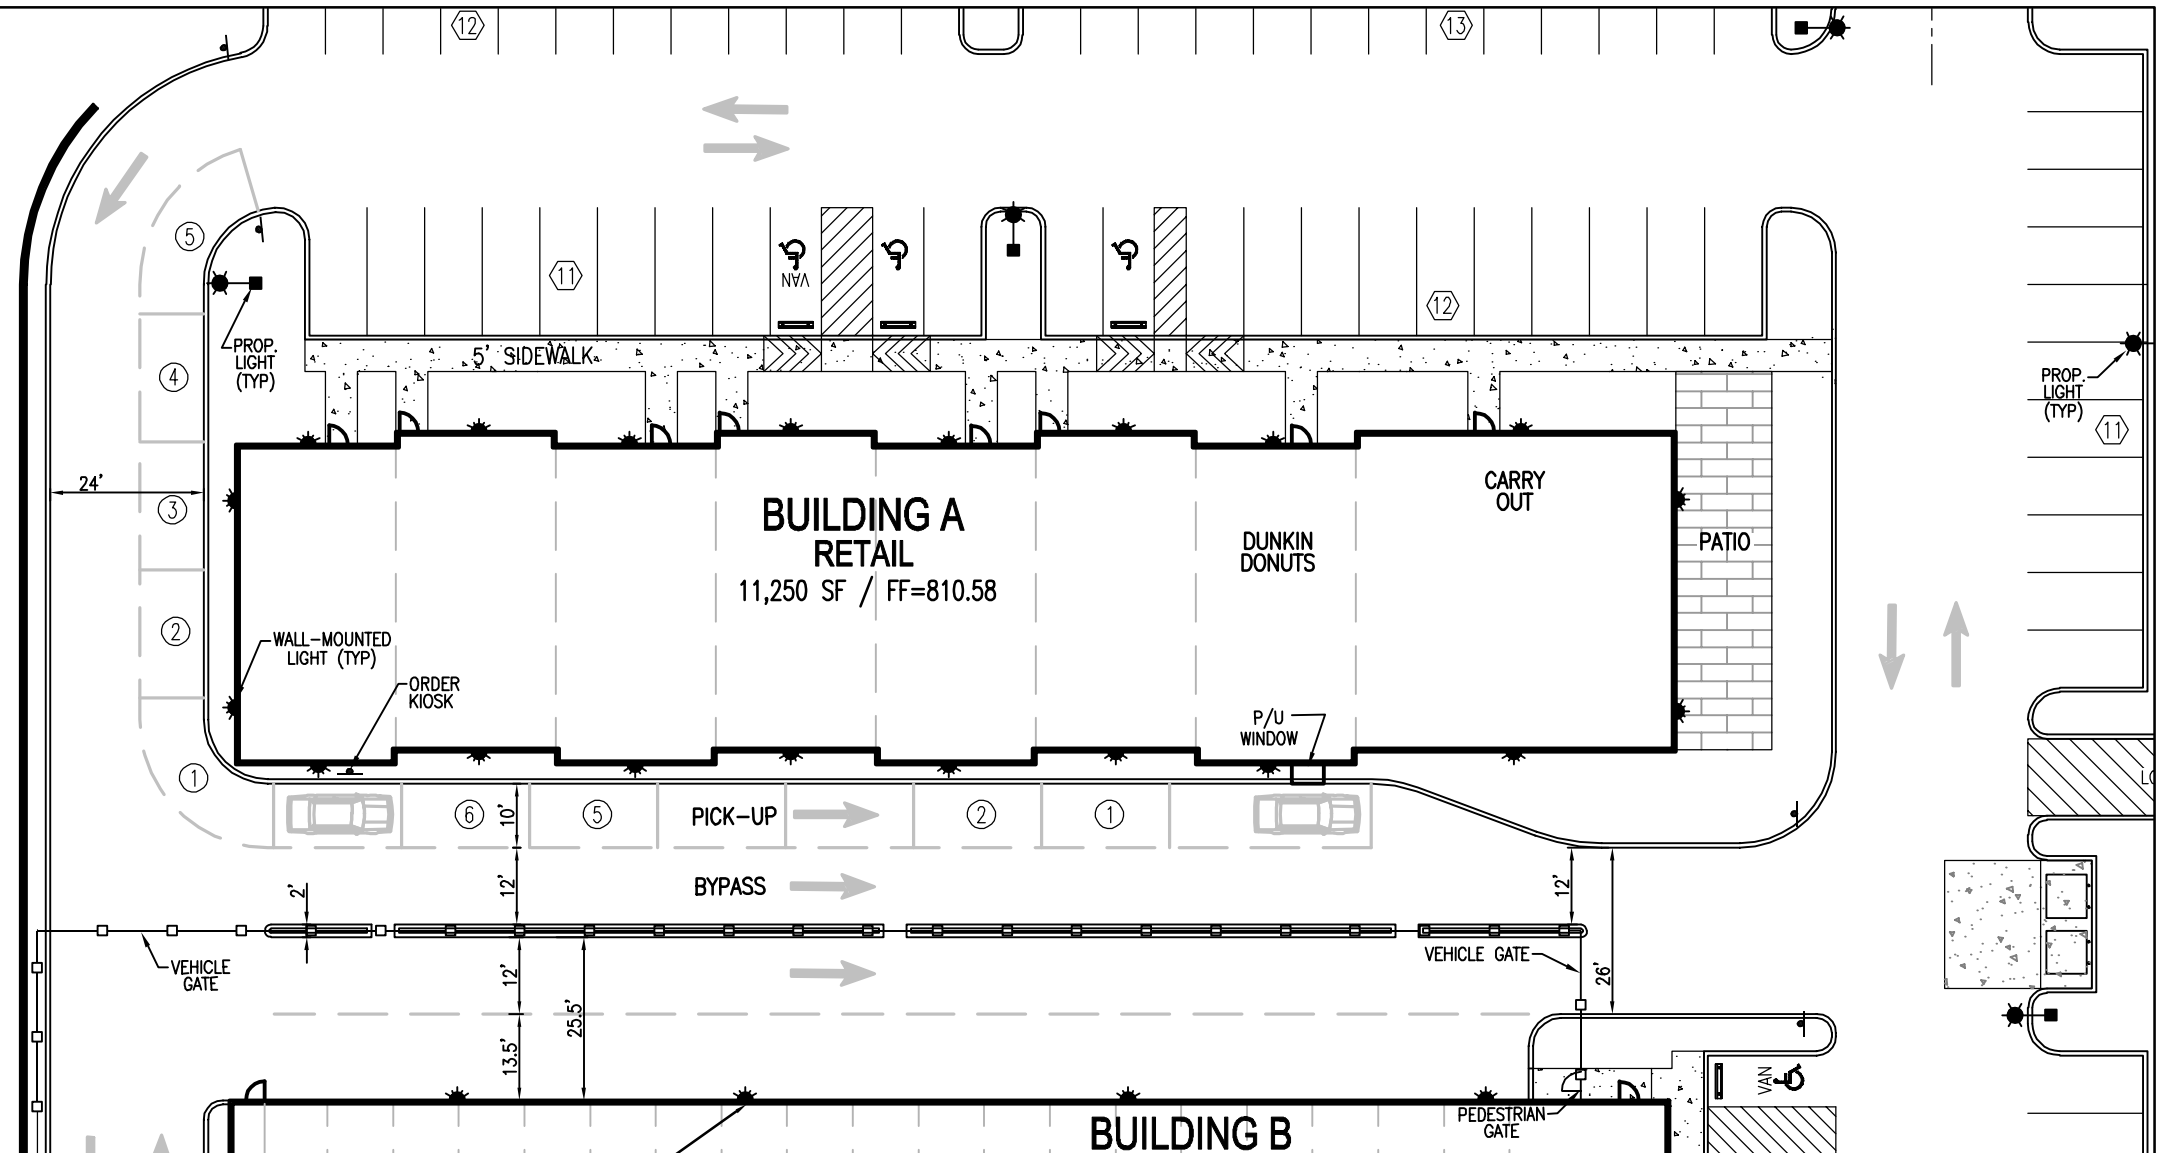 12
13
5
VAN
11
12
PROP.
LIGHT
(TYP)
5' SIDEWALK
4
PROP.
LIGHT
(TYP)
11
24'
3
BUILDING A
RETAIL
11,250 SF / FF=810.58
DUNKIN
DONUTS
CARRY
OUT
PATIO
2
WALL-MOUNTED
LIGHT (TYP)
ORDER
KIOSK
P/U
WINDOW
1
6
5
PICK-UP
2
1
10'
BYPASS
12'
2'
12'
VEHICLE
GATE
VEHICLE GATE
12'
26'
25.5'
13.5'
VAN
PEDESTRIAN
GATE
BUILDING B